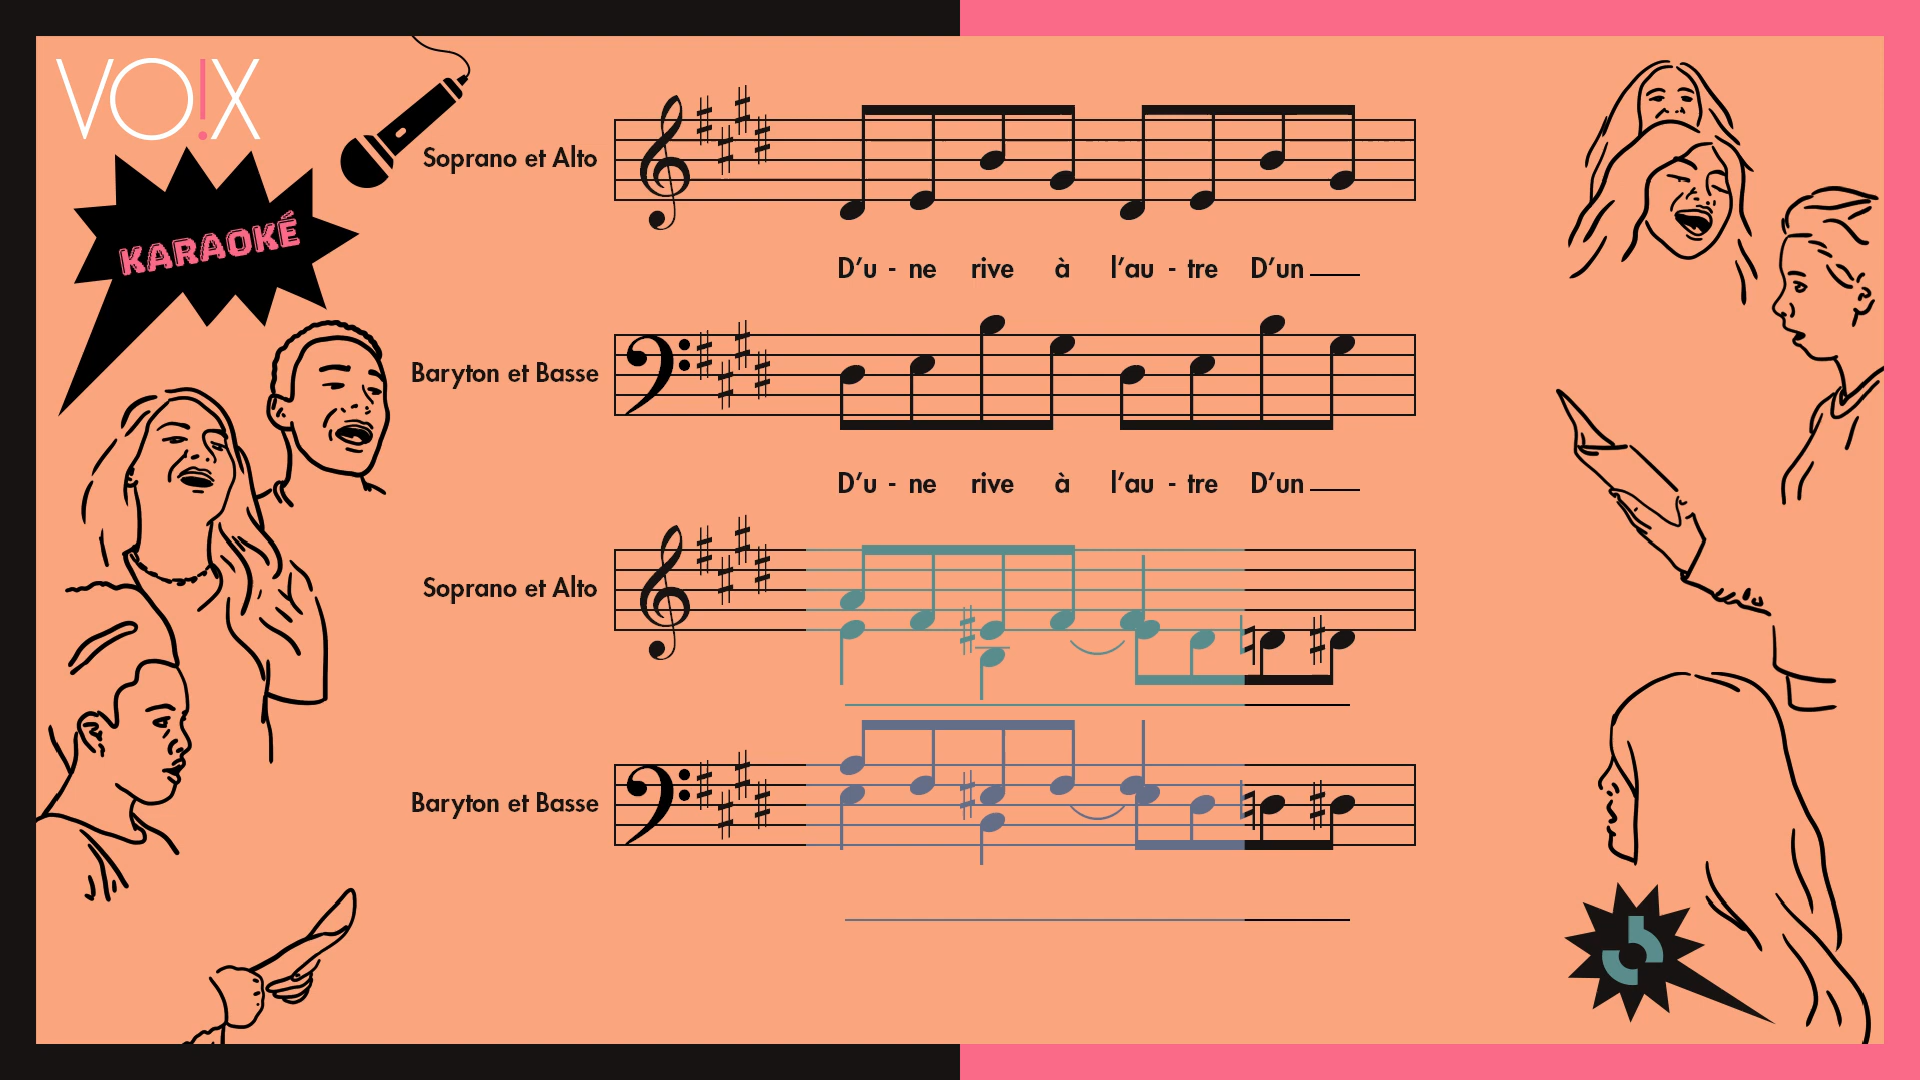 VO!X
KARAOKÉ
Soprano et Alto
D’u - ne rive à l’au - tre D’un
Baryton et Basse
D’u - ne rive à l’au - tre D’un
Soprano et Alto
Baryton et Basse